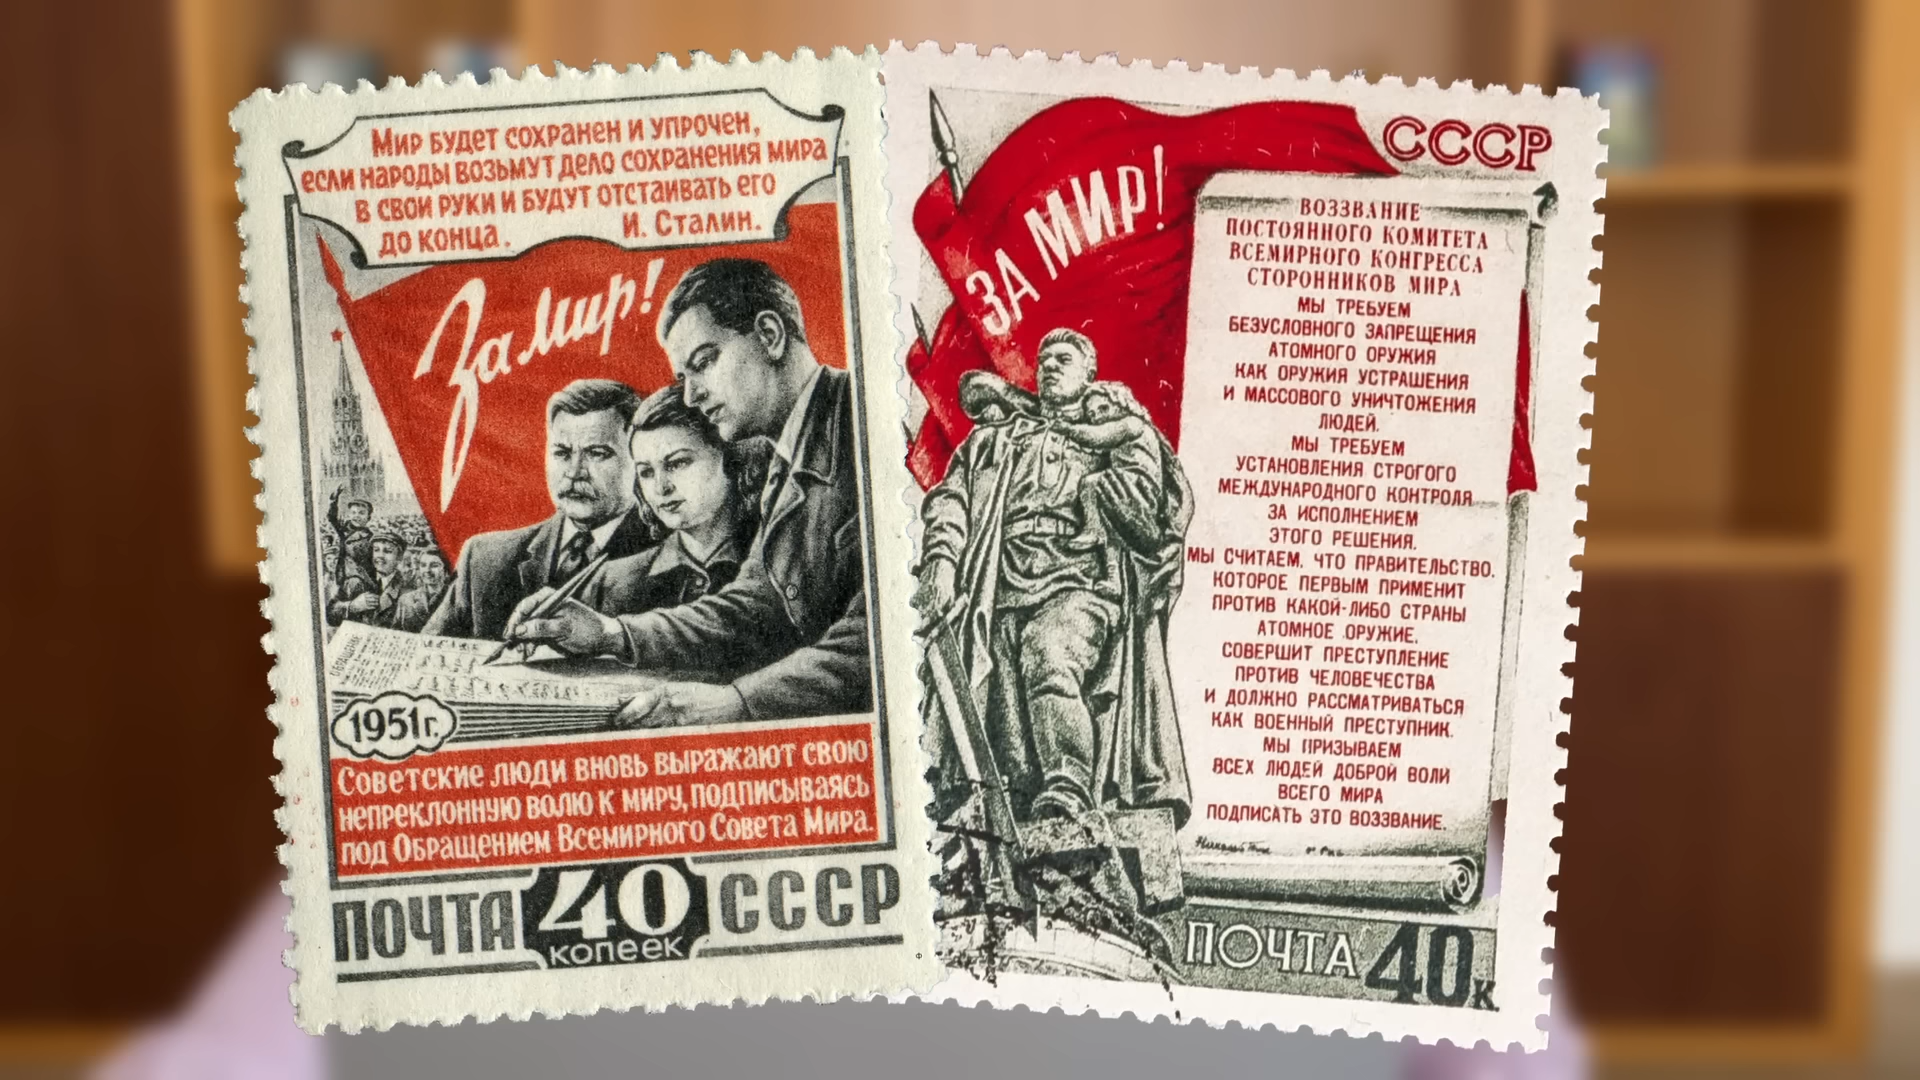 Мир будет сохранен и упрочен,
если народы возьмут дело сохранения мира
в свои руки и будут отстаивать его
до конца. И. Сталин.
За мир!
1951г.
Советские люди вновь выражают свою
непреклонную волю к миру, подписываясь
под Обращением Всемирного Совета Мира.
ПОЧТА 40 СССР
копеек
СССР
ЗА МИР!
ВОЗЗВАНИЕ
ПОСТОЯННОГО КОМИТЕТА
ВСЕМИРНОГО КОНГРЕССА
СТОРОННИКОВ МИРА
МЫ ТРЕБУЕМ
БЕЗУСЛОВНОГО ЗАПРЕЩЕНИЯ
АТОМНОГО ОРУЖИЯ
КАК ОРУЖИЯ УСТРАШЕНИЯ
И МАССОВОГО УНИЧТОЖЕНИЯ
ЛЮДЕЙ.
МЫ ТРЕБУЕМ
УСТАНОВЛЕНИЯ СТРОГОГО
МЕЖДУНАРОДНОГО КОНТРОЛЯ
ЗА ИСПОЛНЕНИЕМ
ЭТОГО РЕШЕНИЯ.
МЫ СЧИТАЕМ, ЧТО ПРАВИТЕЛЬСТВО,
КОТОРОЕ ПЕРВЫМ ПРИМЕНИТ
ПРОТИВ КАКОЙ-ЛИБО СТРАНЫ
АТОМНОЕ ОРУЖИЕ,
СОВЕРШИТ ПРЕСТУПЛЕНИЕ
ПРОТИВ ЧЕЛОВЕЧЕСТВА
И ДОЛЖНО РАССМАТРИВАТЬСЯ
КАК ВОЕННЫЙ ПРЕСТУПНИК.
МЫ ПРИЗЫВАЕМ
ВСЕХ ЛЮДЕЙ ДОБРОЙ ВОЛИ
ВСЕГО МИРА
ПОДПИСАТЬ ЭТО ВОЗЗВАНИЕ.
ПОЧТА 40к.